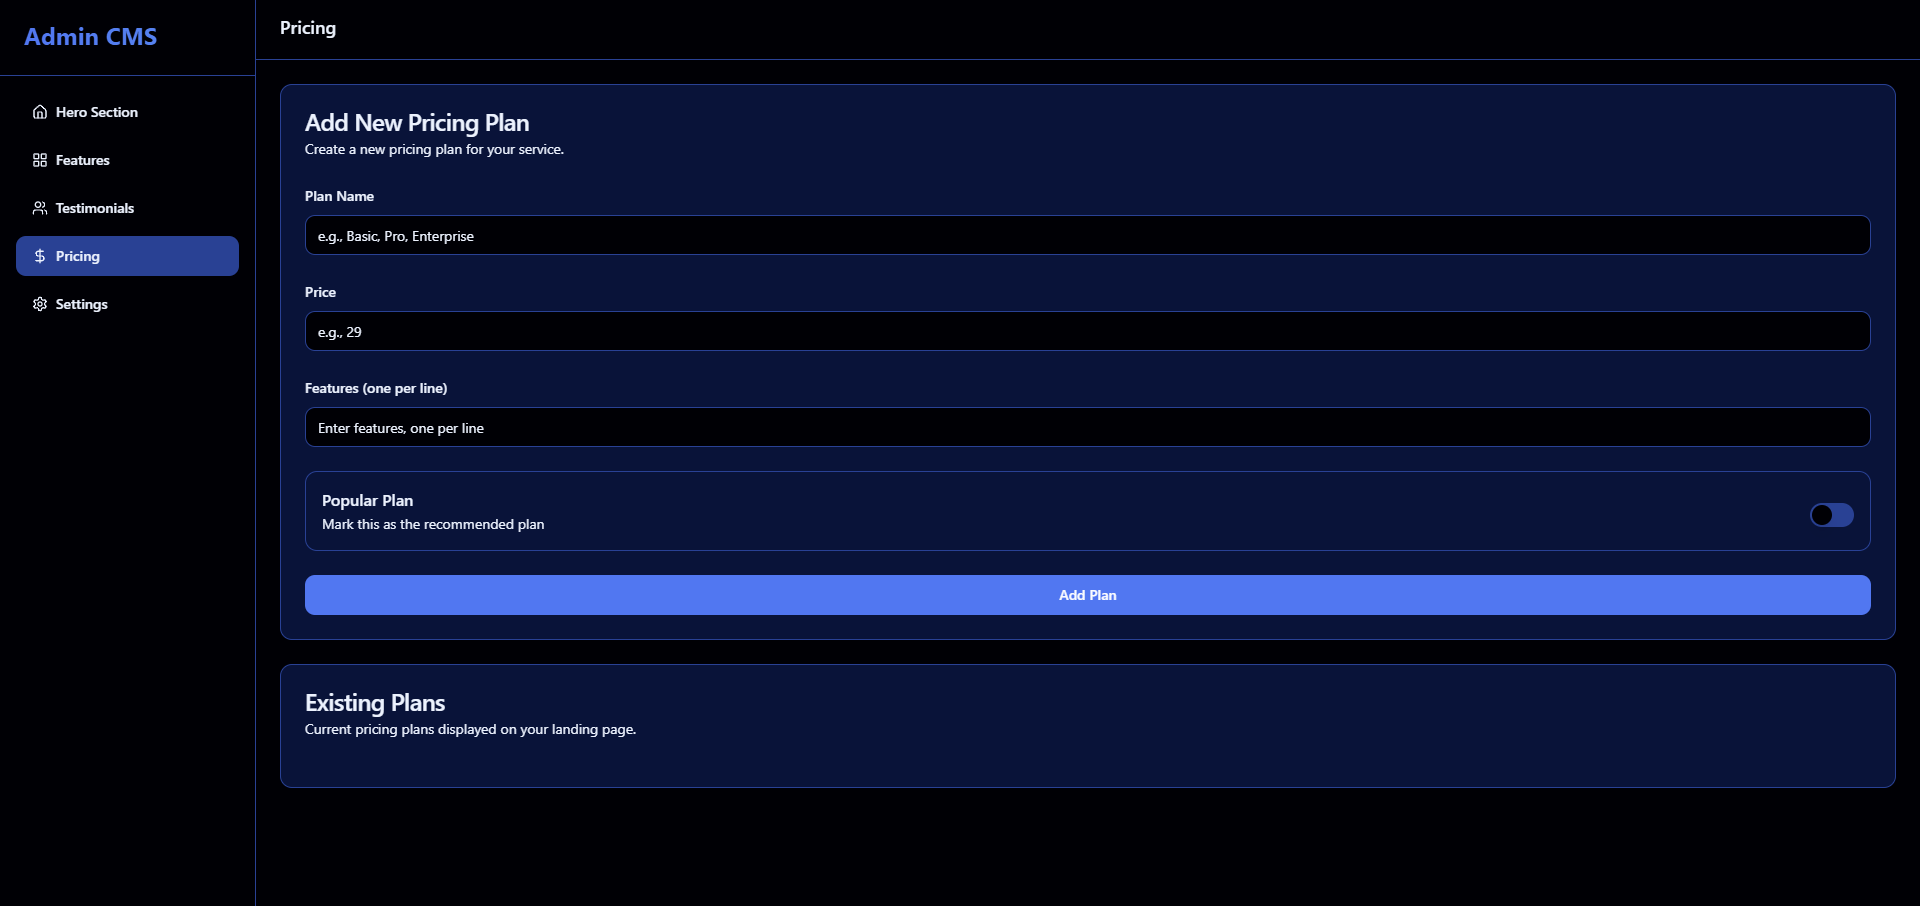 Admin CMS
Hero Section
Features
Testimonials
Pricing
Settings
Pricing
Add New Pricing Plan
Create a new pricing plan for your service.
Plan Name
e.g., Basic, Pro, Enterprise
Price
e.g., 29
Features (one per line)
Enter features, one per line
Popular Plan
Mark this as the recommended plan
Add Plan
Existing Plans
Current pricing plans displayed on your landing page.